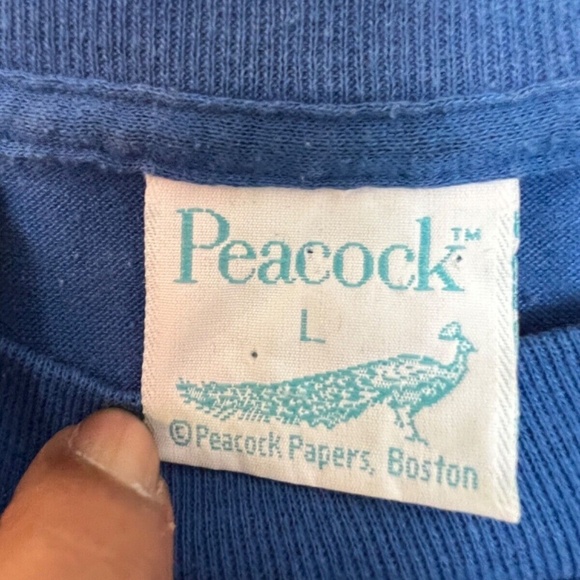 Peacock™
L
© Peacock Papers, Boston